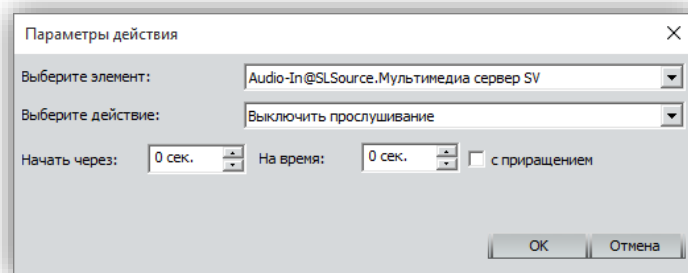 Параметры действия
Выберите элемент: Audio-In@SLSource.Мультимедиа сервер SV
Выберите действие: Выключить прослушивание
Начать через: 0 сек. На время: 0 сек. с приращением
OK Отмена